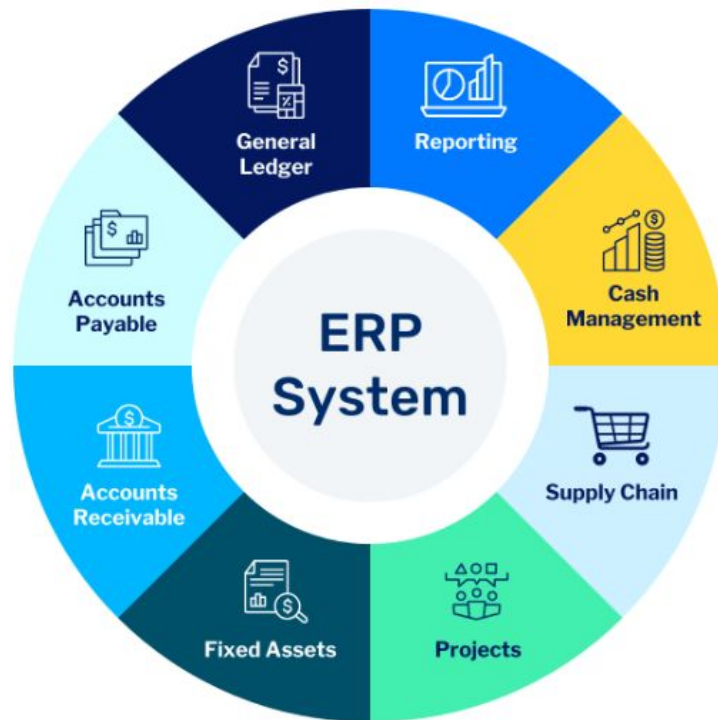 General
Ledger
Reporting
Cash
Management
Supply Chain
Projects
Fixed Assets
Accounts
Receivable
Accounts
Payable
ERP
System